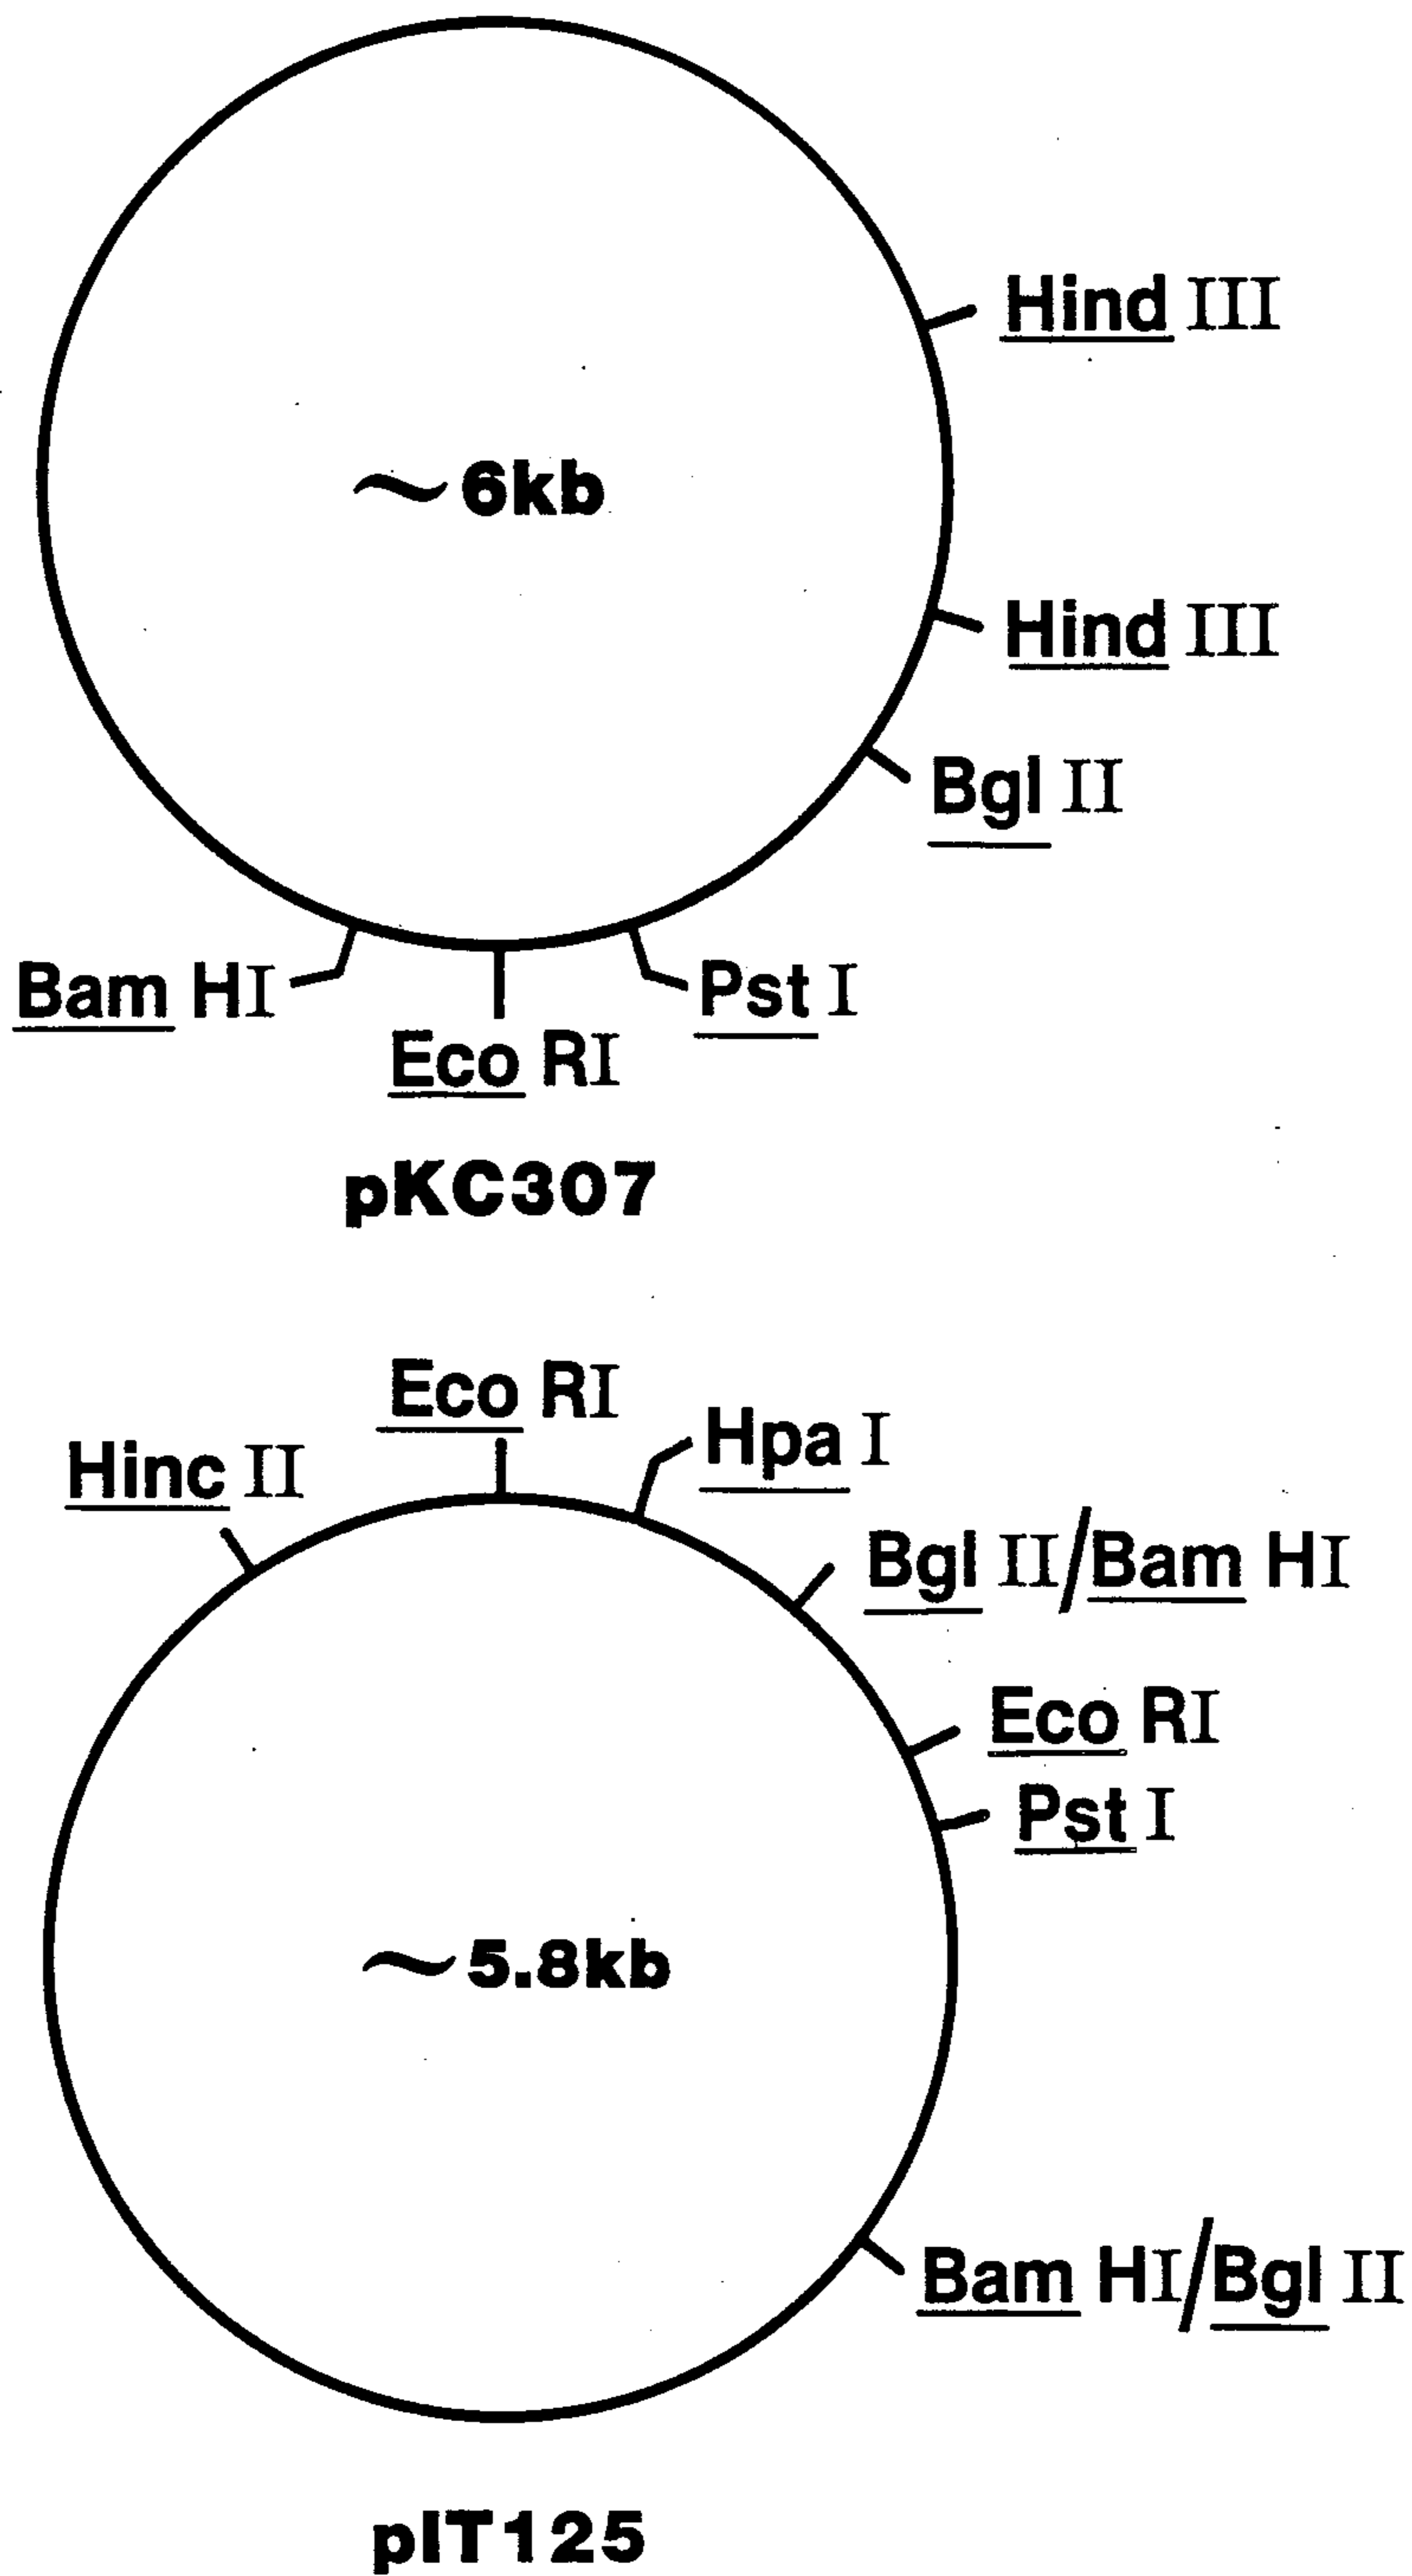 Hind III
~6kb
Hind III
Bgl II
Bam HI
Pst I
Eco RI
pKC307
Eco RI
Hpa I
Hinc II
Bgl II/Bam HI
Eco RI
Pst I
~5.8kb
Bam HI/Bgl II
pIT125